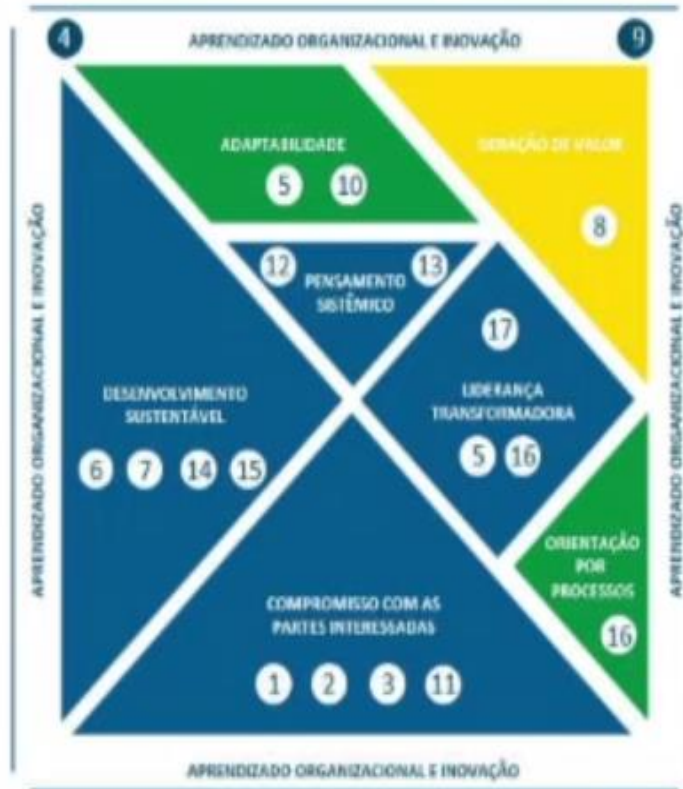 4
APRENDIZADO ORGANIZACIONAL E INOVAÇÃO
9
ADAPTABILIDADE
5 10
GERAÇÃO DE VALOR
8
12
13
PENSAMENTO
SISTÊMICO
17
LIDERANÇA
TRANSFORMADORA
5 16
DESENVOLVIMENTO
SUSTENTÁVEL
6 7 14 15
ORIENTAÇÃO
POR
PROCESSOS
16
COMPROMISSO COM AS
PARTES INTERESSADAS
1 2 3 11
APRENDIZADO ORGANIZACIONAL E INOVAÇÃO
APRENDIZADO ORGANIZACIONAL E INOVAÇÃO
APRENDIZADO ORGANIZACIONAL E INOVAÇÃO